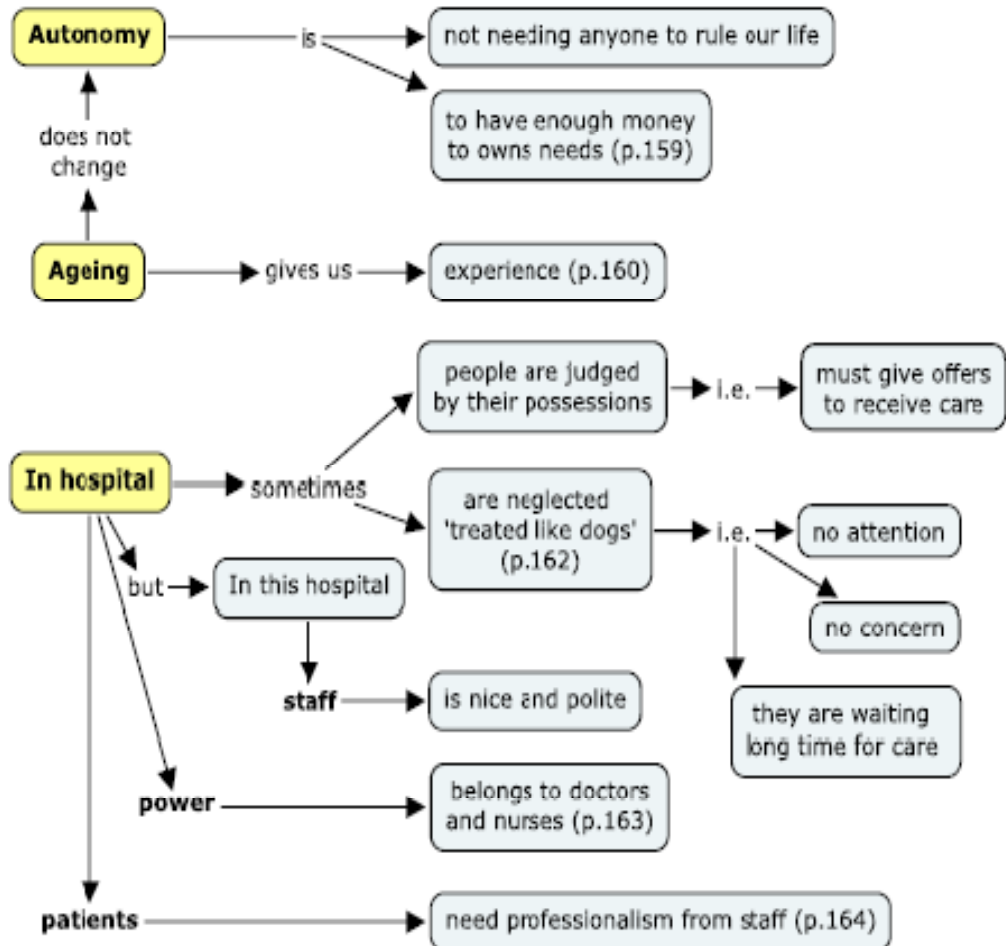 Autonomy
is
not needing anyone to rule our life
to have enough money
to owns needs (p.159)
does not
change
Ageing
gives us
experience (p.160)
people are judged
by their possessions
i.e.
must give offers
to receive care
In hospital
sometimes
are neglected
'treated like dogs'
(p.162)
i.e.
no attention
but
In this hospital
no concern
staff
is nice and polite
they are waiting
long time for care
power
belongs to doctors
and nurses (p.163)
patients
need professionalism from staff (p.164)